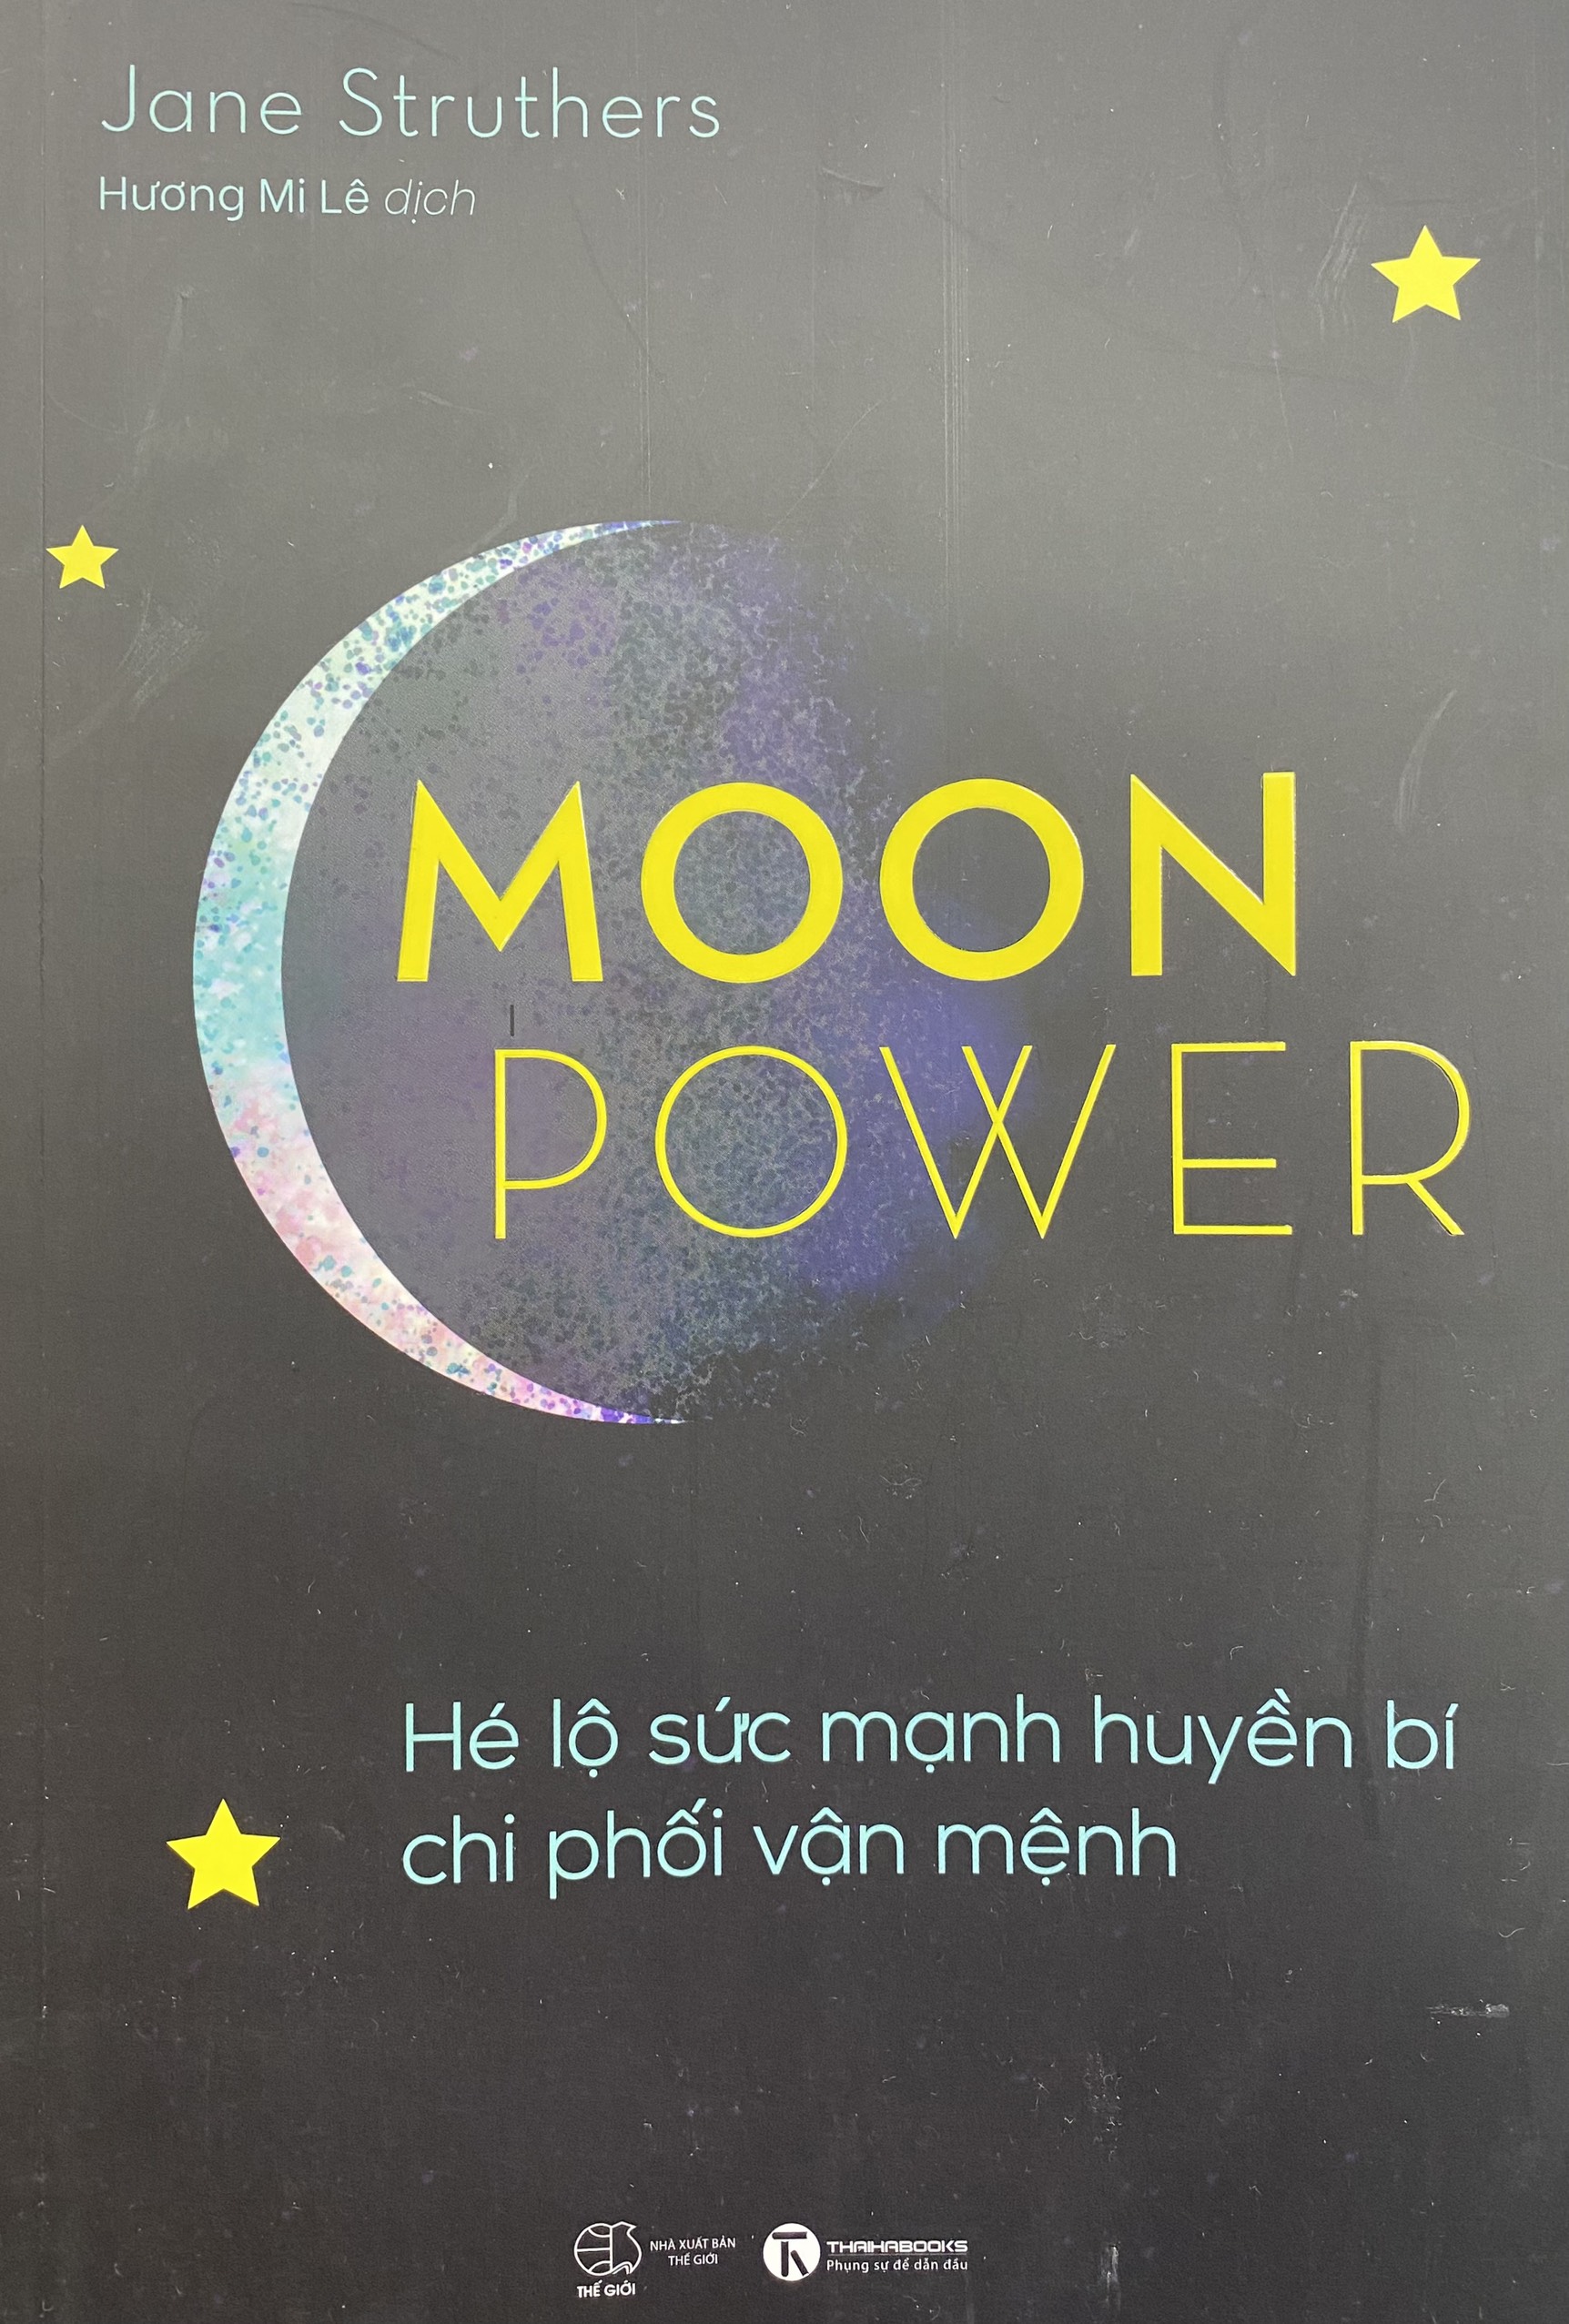 Jane Struthers
Hương Mi Lê dịch
MOON
POWER
Hé lộ sức mạnh huyền bí
chi phối vận mệnh
THẾ GIỚI
NHÀ XUẤT BẢN
THẾ GIỚI
THAIHABOOKS
Phụng sự để dẫn đầu